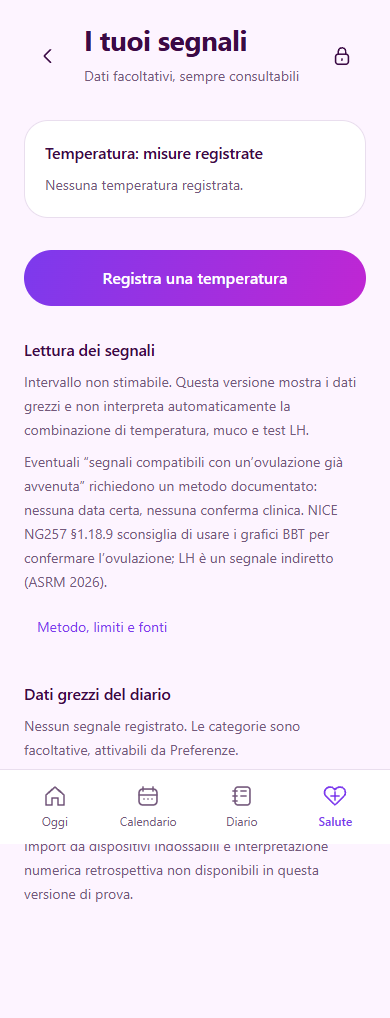 I tuoi segnali
Dati facoltativi, sempre consultabili
Temperatura: misure registrate
Nessuna temperatura registrata.
Registra una temperatura
Lettura dei segnali
Intervallo non stimabile. Questa versione mostra i dati
grezzi e non interpreta automaticamente la
combinazione di temperatura, muco e test LH.
Eventuali “segnali compatibili con un’ovulazione già
avvenuta” richiedono un metodo documentato:
nessuna data certa, nessuna conferma clinica. NICE
NG257 §1.18.9 sconsiglia di usare i grafici BBT per
confermare l’ovulazione; LH è un segnale indiretto
(ASRM 2026).
Metodo, limiti e fonti
Dati grezzi del diario
Nessun segnale registrato. Le categorie sono
facoltative, attivabili da Preferenze.
Oggi
Calendario
Diario
Salute
Import da dispositivi indossabili e interpretazione
numerica retrospettiva non disponibili in questa
versione di prova.